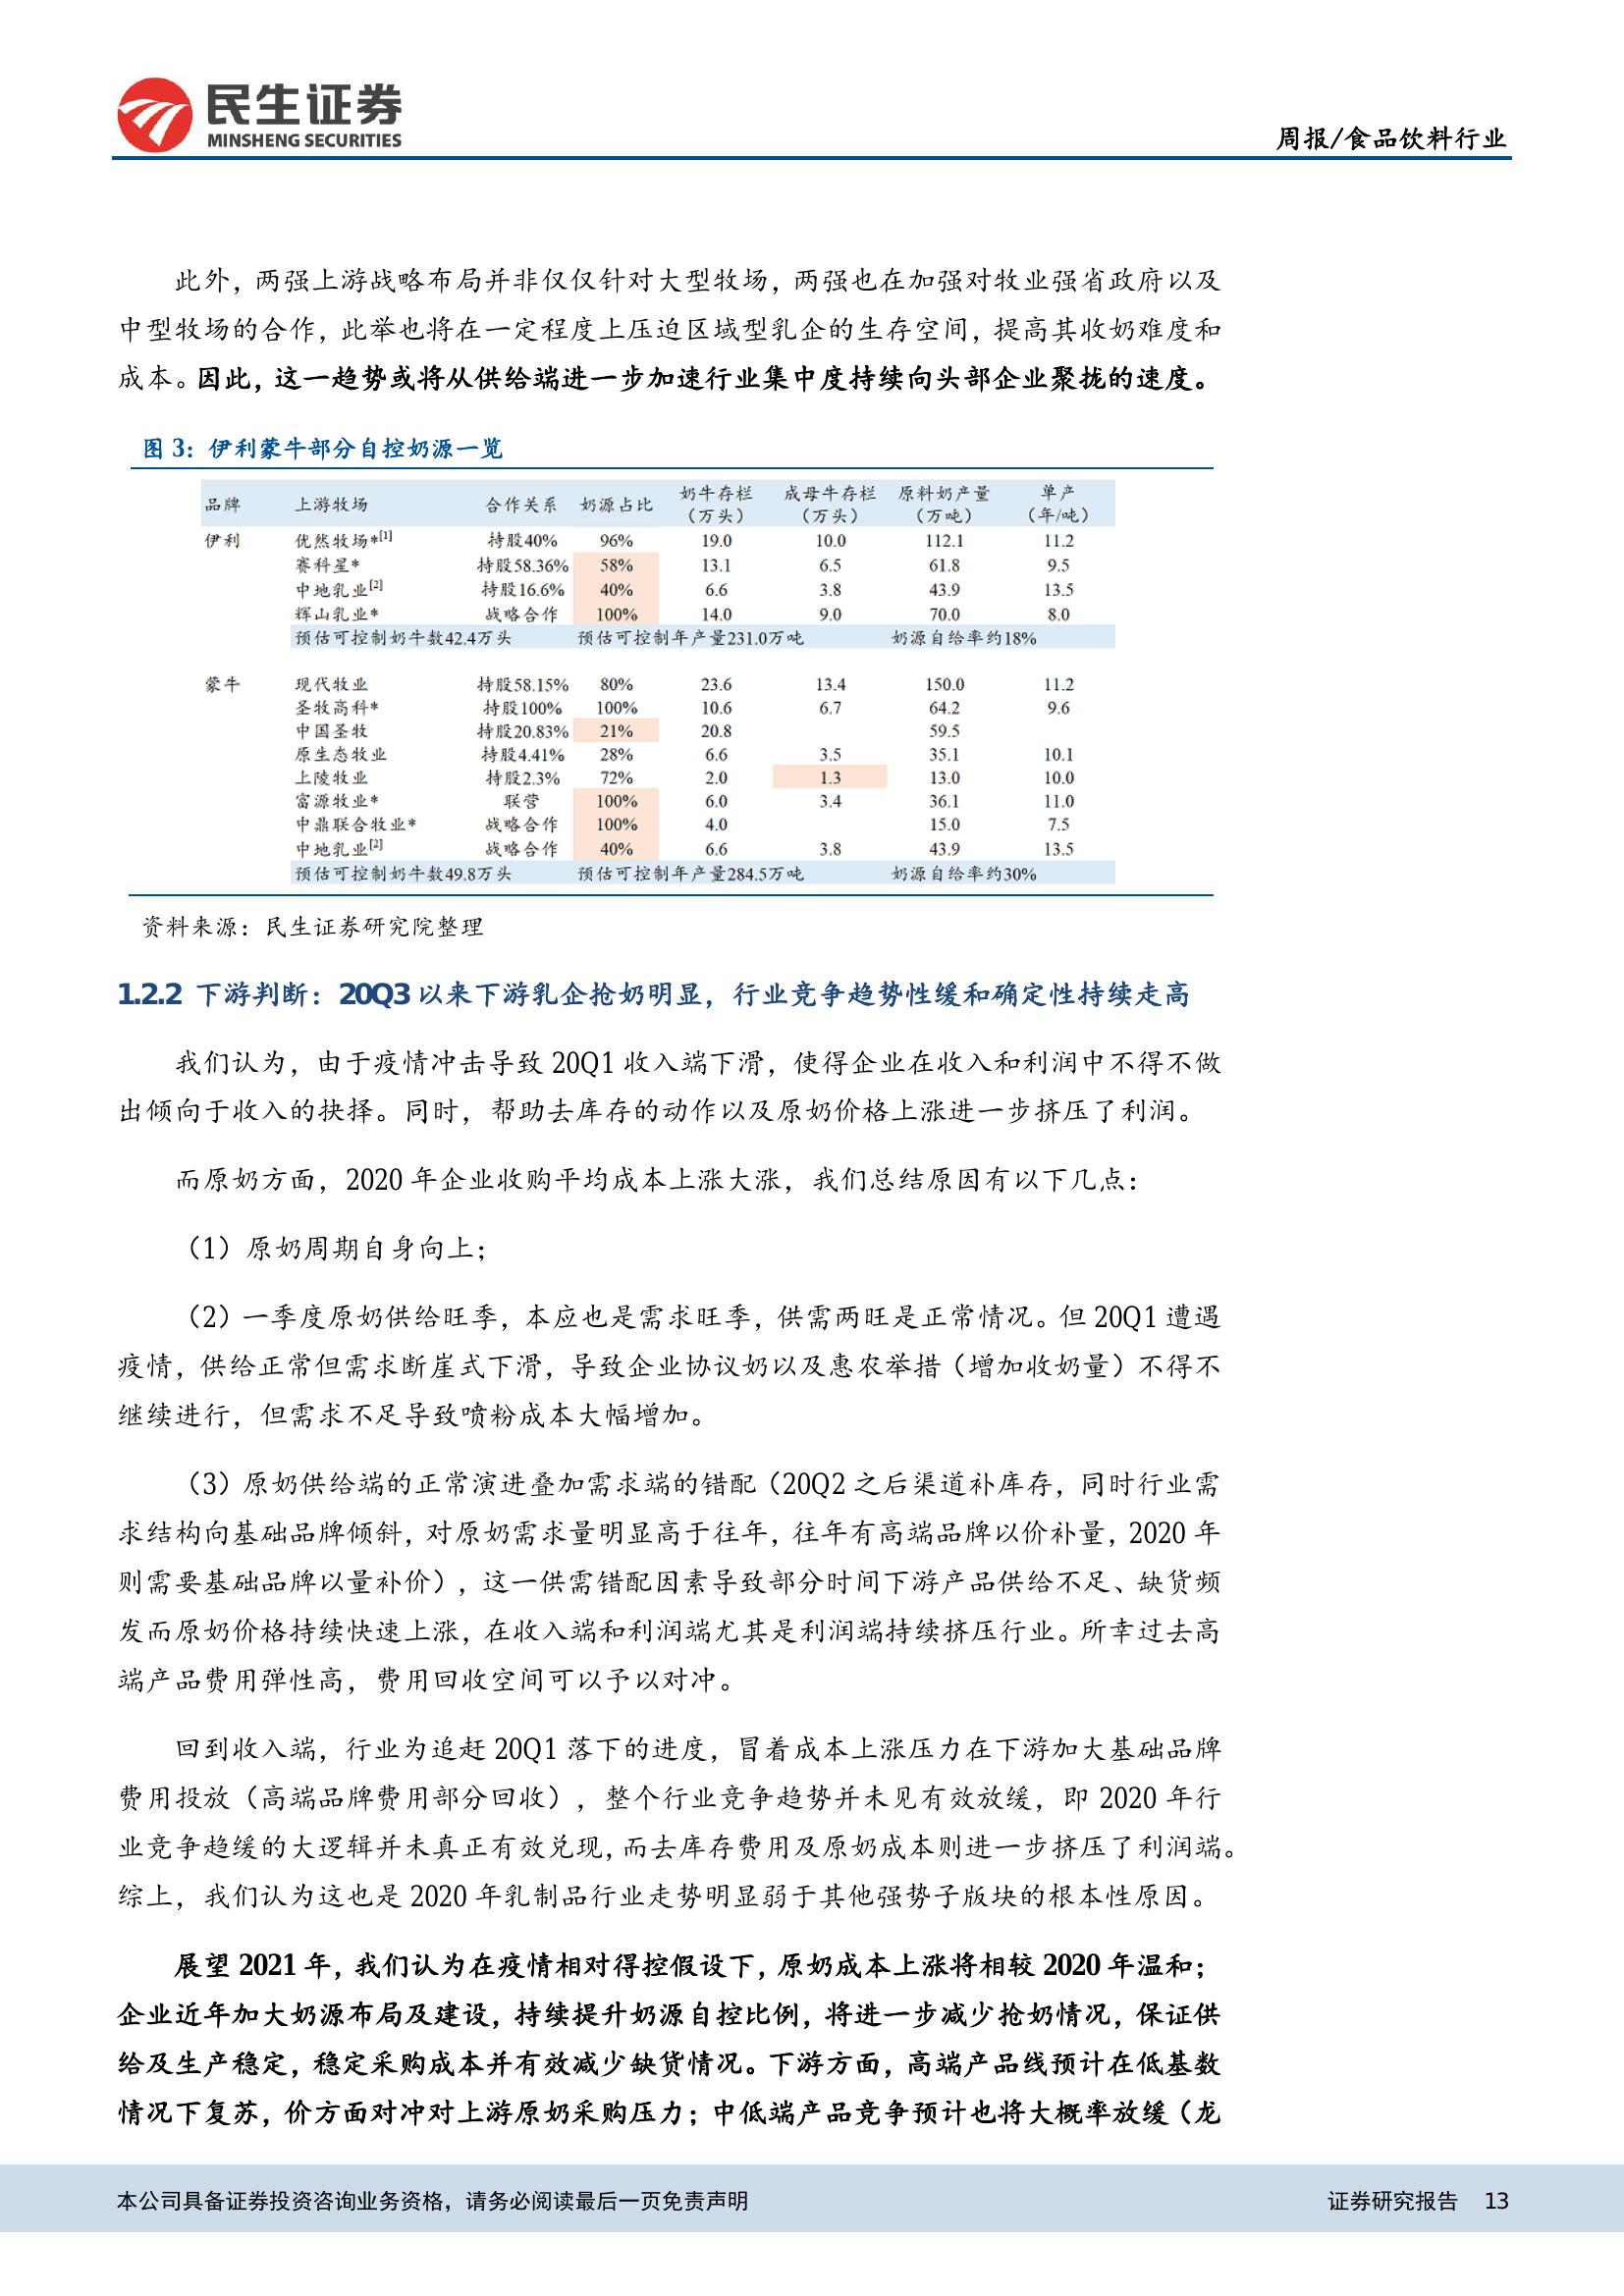 民生证券
MINSHENG SECURITIES
周报/食品饮料行业
此外，两强上游战略布局并非仅仅针对大型牧场，两强也在加强对牧业强省政府以及
中型牧场的合作，此举也将在一定程度上压迫区域型乳企的生存空间，提高其收奶难度和
成本。因此，这一趋势或将从供给端进一步加速行业集中度持续向头部企业聚拢的速度。
图 3：伊利蒙牛部分自控奶源一览
品牌 上游牧场 合作关系 奶源占比 奶牛存栏（万头） 成母牛存栏（万头） 原料奶产量（万吨） 单产（年/吨）
伊利 优然牧场*[1] 持股40% 96% 19.0 10.0 112.1 11.2
赛科星* 持股58.36% 58% 13.1 6.5 61.8 9.5
中地乳业[2] 持股16.6% 40% 6.6 3.8 43.9 13.5
辉山乳业* 战略合作 100% 14.0 9.0 70.0 8.0
预估可控制奶牛数42.4万头 预估可控制年产量231.0万吨 奶源自给率约18%
蒙牛 现代牧业 持股58.15% 80% 23.6 13.4 150.0 11.2
圣牧高科* 持股100% 100% 10.6 6.7 64.2 9.6
中国圣牧 持股20.83% 21% 20.8 59.5
原生态牧业 持股4.41% 28% 6.6 3.5 35.1 10.1
上陵牧业 持股2.3% 72% 2.0 1.3 13.0 10.0
富源牧业* 联营 100% 6.0 3.4 36.1 11.0
中鼎联合牧业* 战略合作 100% 4.0 15.0 7.5
中地乳业[2] 战略合作 40% 6.6 3.8 43.9 13.5
预估可控制奶牛数49.8万头 预估可控制年产量284.5万吨 奶源自给率约30%
资料来源：民生证券研究院整理
1.2.2 下游判断：20Q3 以来下游乳企抢奶明显，行业竞争趋势性缓和确定性持续走高
我们认为，由于疫情冲击导致 20Q1 收入端下滑，使得企业在收入和利润中不得不做
出倾向于收入的抉择。同时，帮助去库存的动作以及原奶价格上涨进一步挤压了利润。
而原奶方面，2020 年企业收购平均成本上涨大涨，我们总结原因有以下几点：
（1）原奶周期自身向上；
（2）一季度原奶供给旺季，本应也是需求旺季，供需两旺是正常情况。但 20Q1 遭遇
疫情，供给正常但需求断崖式下滑，导致企业协议奶以及惠农举措（增加收奶量）不得不
继续进行，但需求不足导致喷粉成本大幅增加。
（3）原奶供给端的正常演进叠加需求端的错配（20Q2 之后渠道补库存，同时行业需
求结构向基础品牌倾斜，对原奶需求量明显高于往年，往年有高端品牌以价补量，2020 年
则需要基础品牌以量补价），这一供需错配因素导致部分时间下游产品供给不足、缺货频
发而原奶价格持续快速上涨，在收入端和利润端尤其是利润端持续挤压行业。所幸过去高
端产品费用弹性高，费用回收空间可以予以对冲。
回到收入端，行业为追赶 20Q1 落下的进度，冒着成本上涨压力在下游加大基础品牌
费用投放（高端品牌费用部分回收），整个行业竞争趋势并未见有效放缓，即 2020 年行
业竞争趋缓的大逻辑并未真正有效兑现，而去库存费用及原奶成本则进一步挤压了利润端。
综上，我们认为这也是 2020 年乳制品行业走势明显弱于其他强势子版块的根本性原因。
展望 2021 年，我们认为在疫情相对得控假设下，原奶成本上涨将相较 2020 年温和；
企业近年加大奶源布局及建设，持续提升奶源自控比例，将进一步减少抢奶情况，保证供
给及生产稳定，稳定采购成本并有效减少缺货情况。下游方面，高端产品线预计在低基数
情况下复苏，价方面对冲对上游原奶采购压力；中低端产品竞争预计也将大概率放缓（龙
本公司具备证券投资咨询业务资格，请务必阅读最后一页免责声明
证券研究报告 13